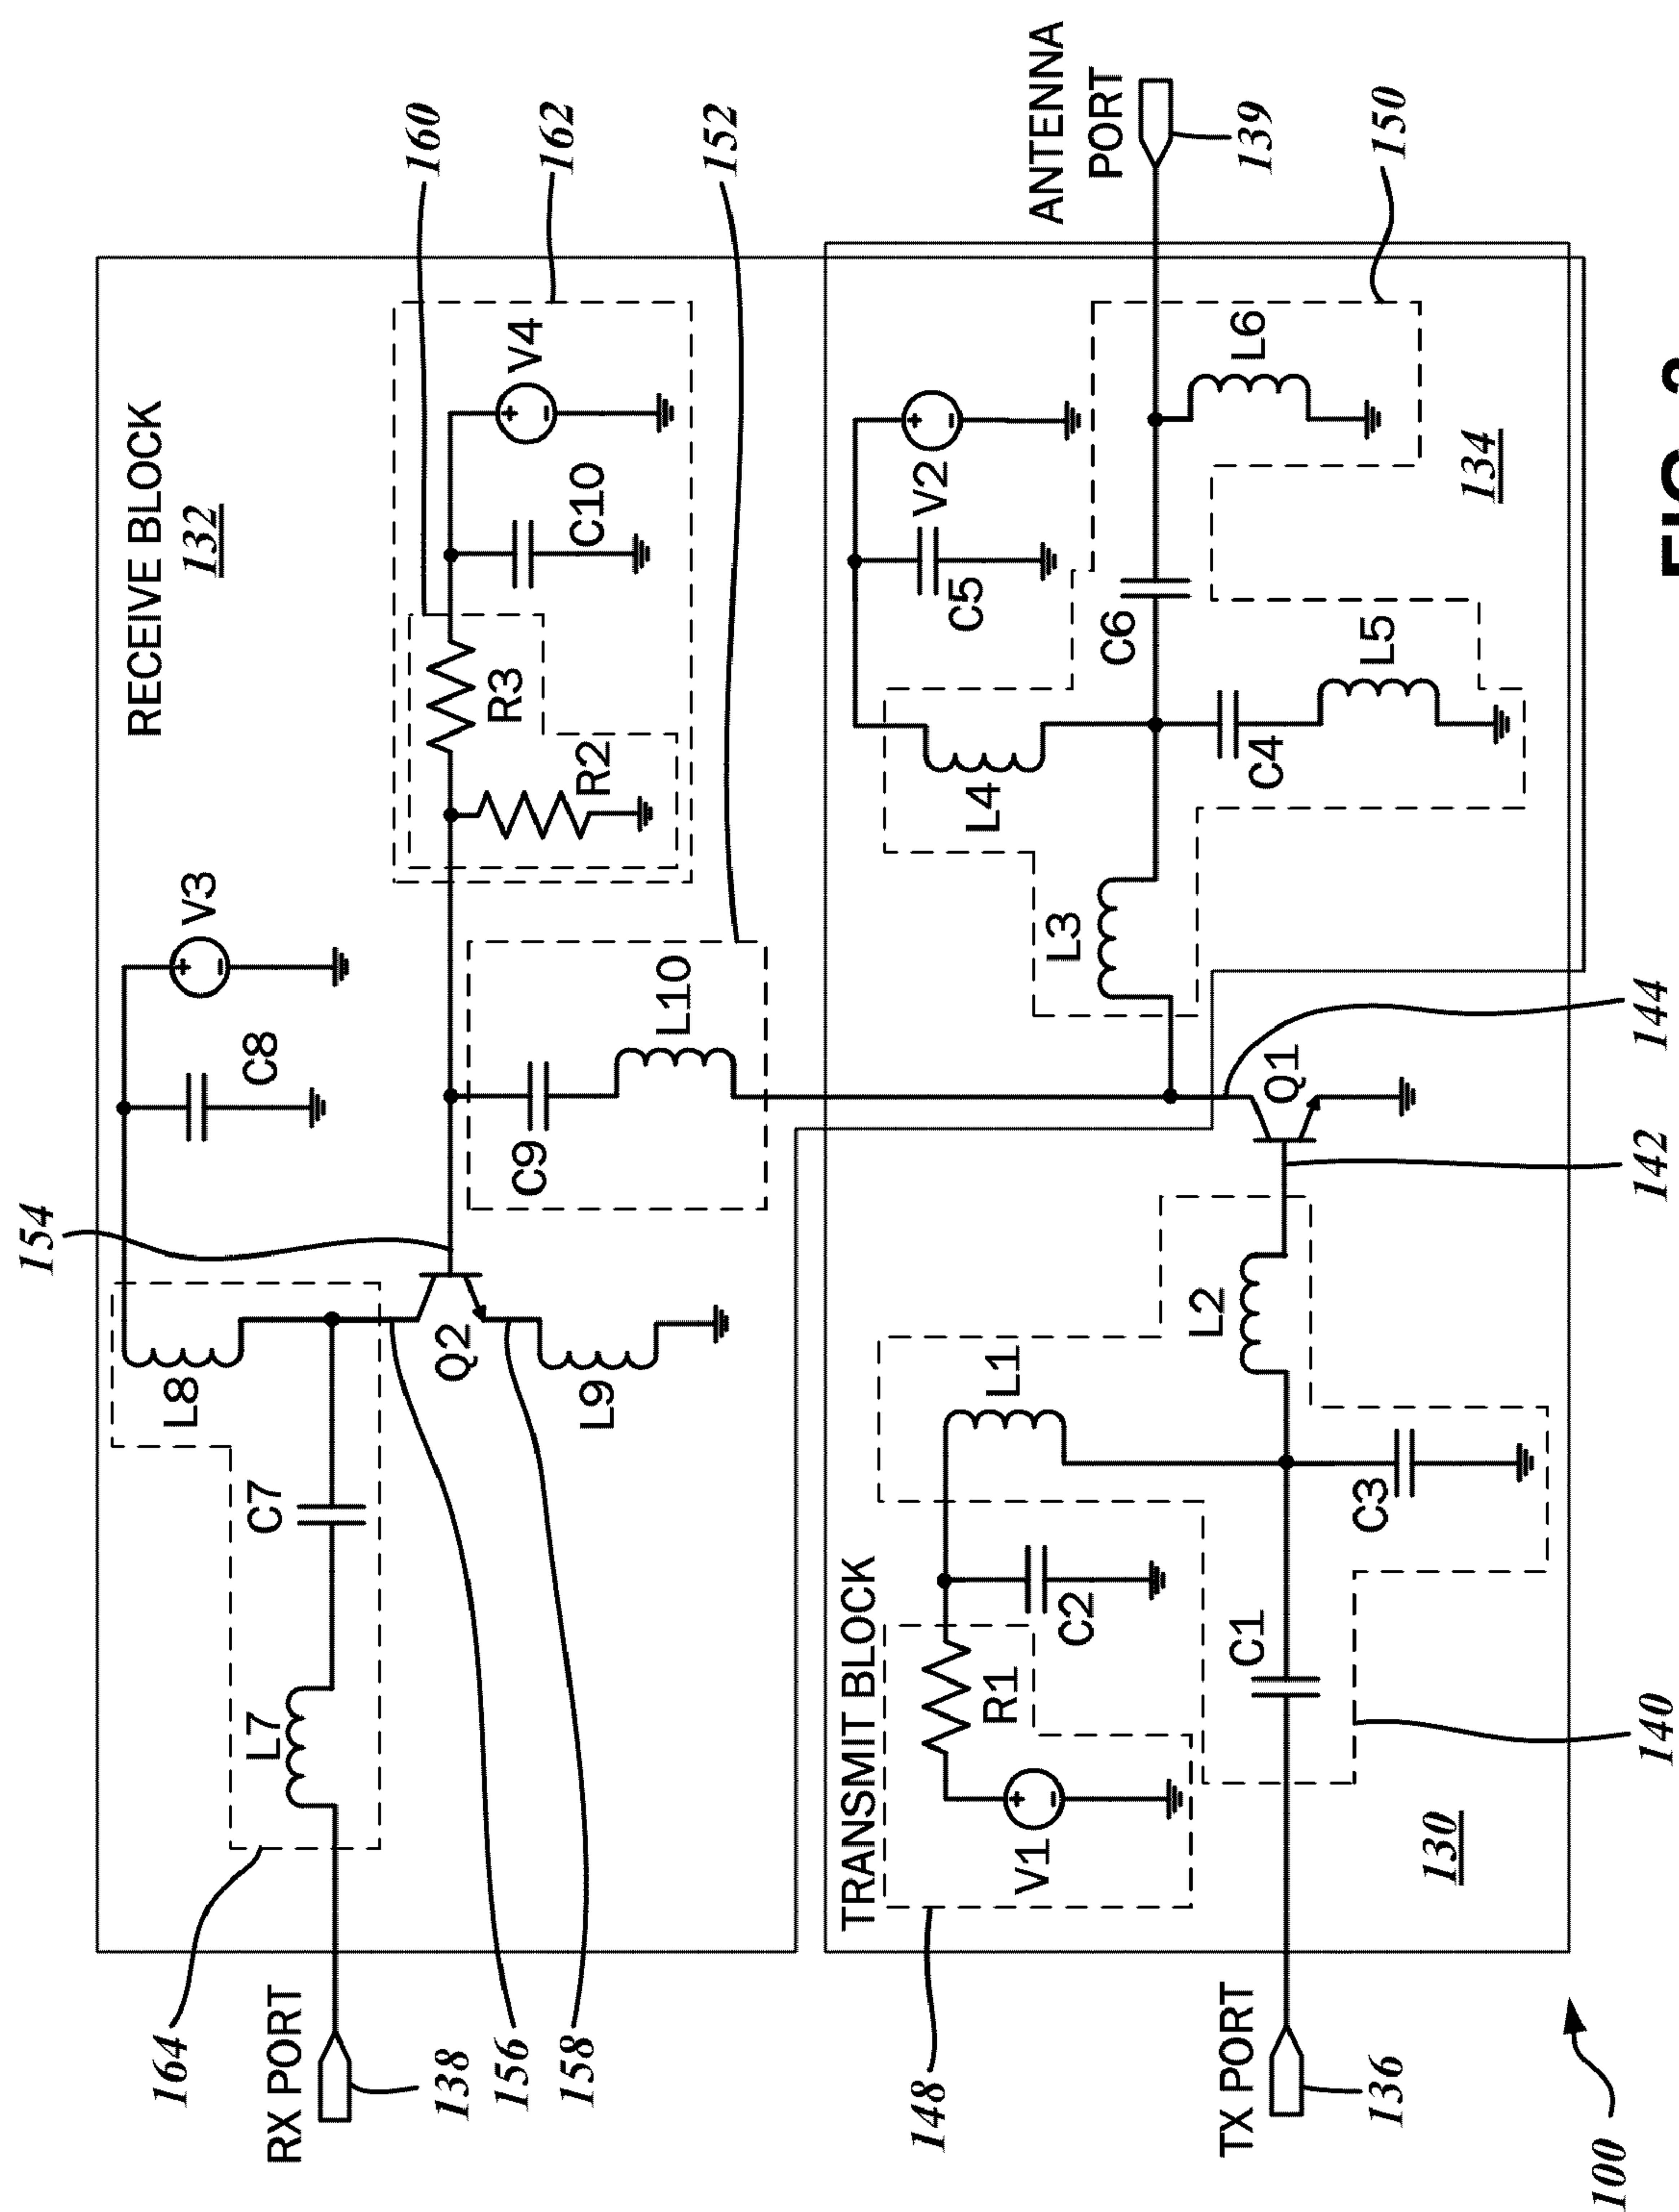 154
RECEIVE BLOCK
132
164
L8
V3
RX PORT
138
L7
C7
C8
160
Q2
R3
V4
156
158
L9
C9
R2
C10
162
L10
152
TRANSMIT BLOCK
148
V1
R1
C2
L1
L4
C5
V2
ANTENNA
PORT
139
L3
C6
TX PORT
136
C1
L2
Q1
C4
L6
C3
L5
150
130
134
100
140
142
144